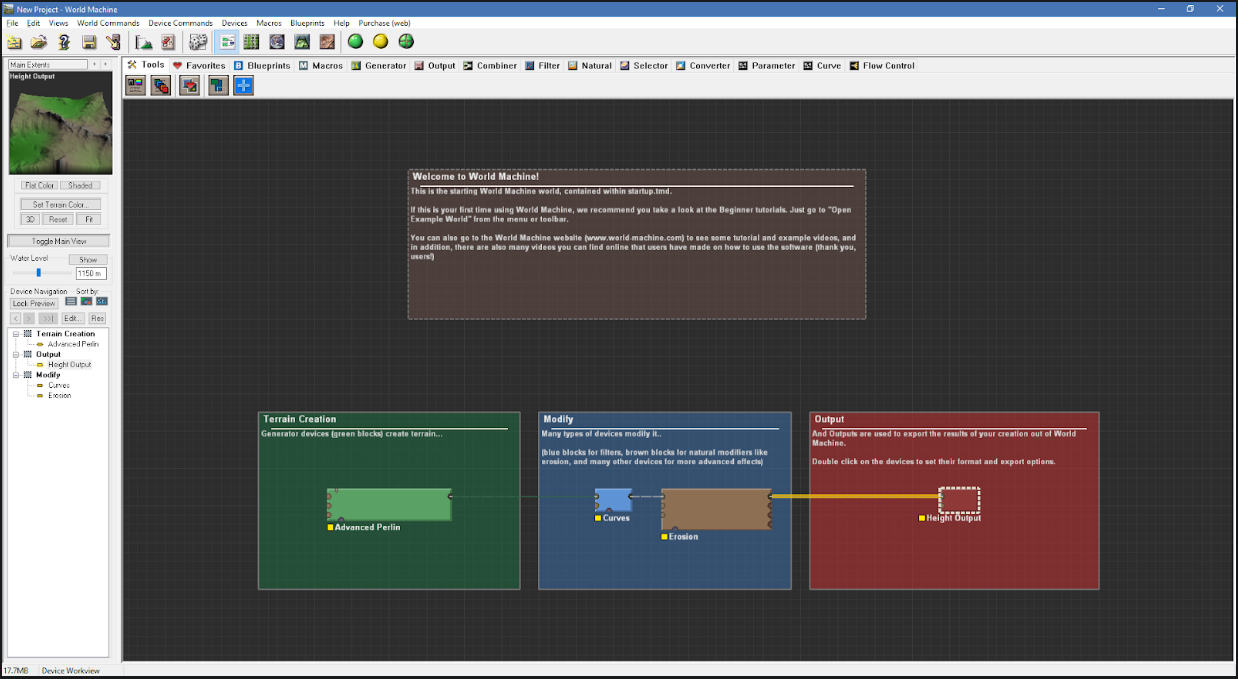 New Project - World Machine
File Edit Views World Commands Device Commands Devices Macros Blueprints Help Purchase (web)
Main Extents
Tools Favorites Blueprints Macros Generator Output Combiner Filter Natural Selector Converter Parameter Curve Flow Control
Height Output
Flat Color Shaded
Set Terrain Color...
3D Reset Fit
Toggle Main View
Water Level Show
1150 m
Device Navigation Sort by:
Lock Preview
< > >>| Edit... Res
Terrain Creation
Advanced Perlin
Output
Height Output
Modify
Curves
Erosion
Welcome to World Machine!
This is the starting World Machine world, contained within startup.tmd.
If this is your first time using World Machine, we recommend you take a look at the Beginner tutorials. Just go to "Open
Example World" from the menu or toolbar.
You can also go to the World Machine website (www.world-machine.com) to see some tutorial and example videos, and
in addition, there are also many videos you can find online that users have made on how to use the software (thank you,
users!)
Terrain Creation
Generator devices (green blocks) create terrain...
Advanced Perlin
Modify
Many types of devices modify it..
(blue blocks for filters, brown blocks for natural modifiers like
erosion, and many other devices for more advanced effects)
Curves
Erosion
Output
And Outputs are used to export the results of your creation out of World
Machine.
Double click on the devices to set their format and export options.
Height Output
17.7MB Device Workview